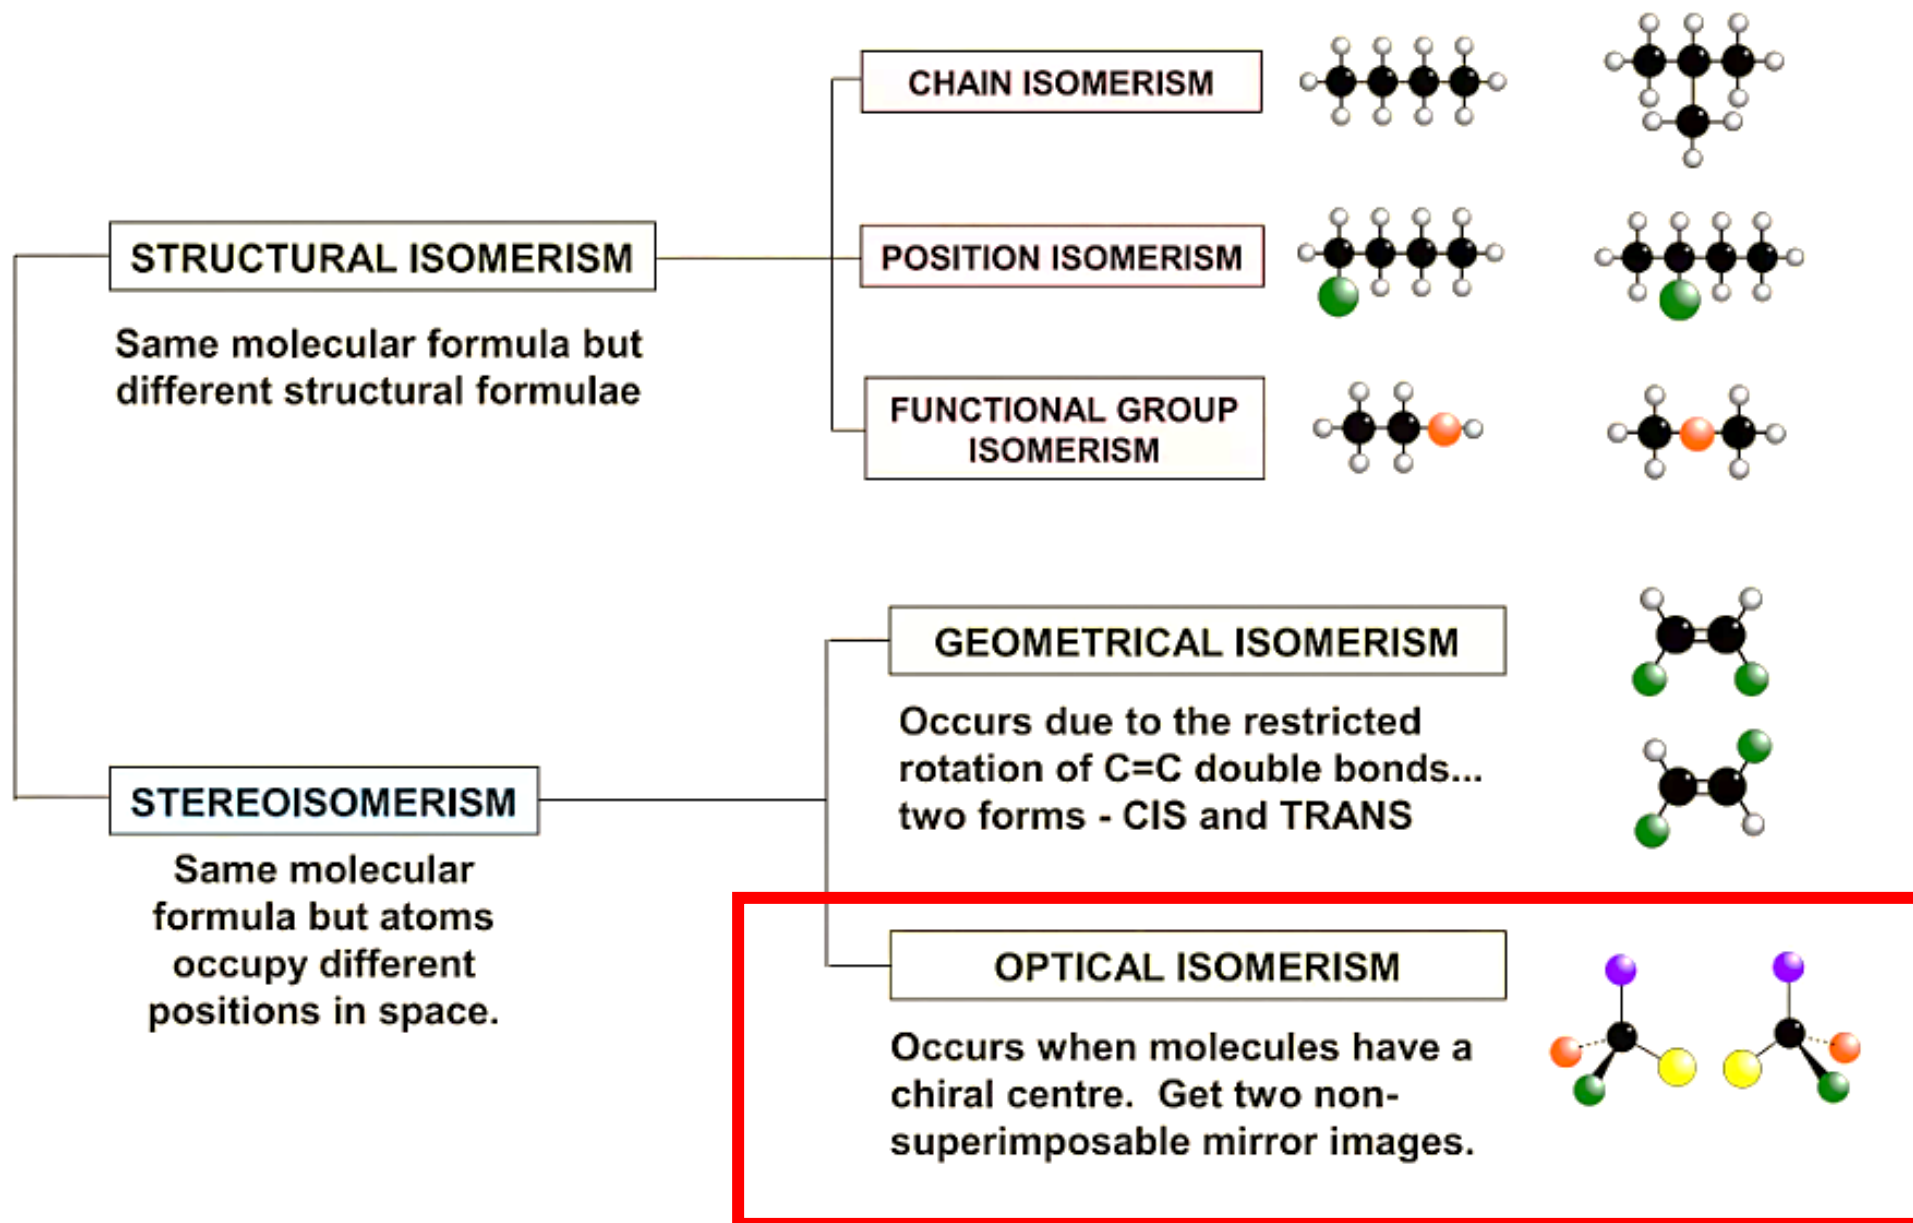 CHAIN ISOMERISM
STRUCTURAL ISOMERISM
Same molecular formula but
different structural formulae
POSITION ISOMERISM
FUNCTIONAL GROUP
ISOMERISM
STEREOISOMERISM
Same molecular
formula but atoms
occupy different
positions in space.
GEOMETRICAL ISOMERISM
Occurs due to the restricted
rotation of C=C double bonds...
two forms - CIS and TRANS
OPTICAL ISOMERISM
Occurs when molecules have a
chiral centre.  Get two non-
superimposable mirror images.